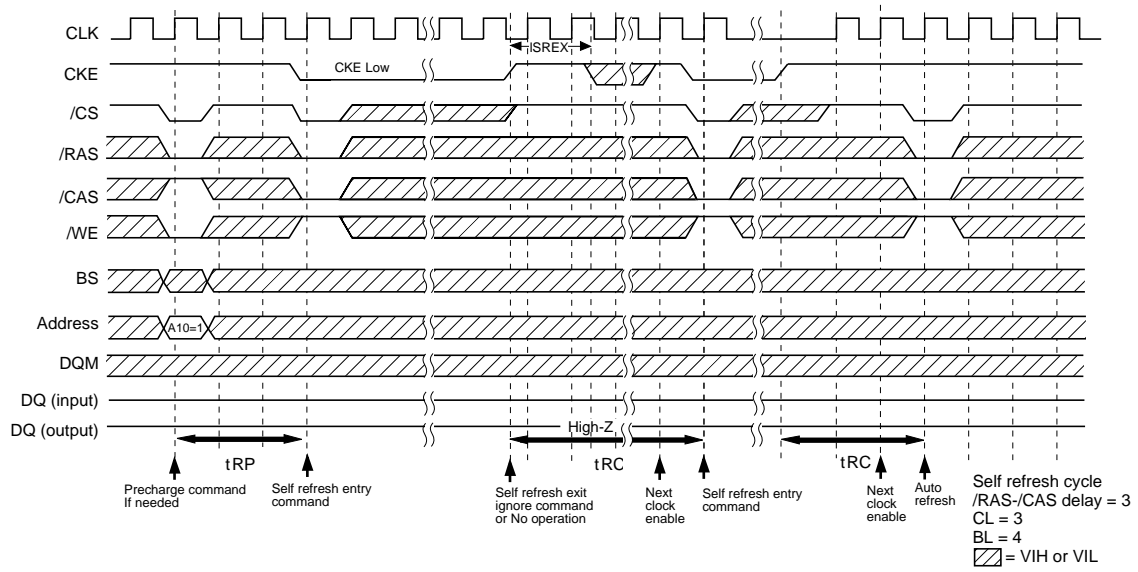 CLK
lSREX
CKE
CKE Low
/CS
/RAS
/CAS
/WE
BS
Address
A10=1
DQM
DQ (input)
DQ (output)
High-Z
tRP
tRC
tRC
Precharge command
If needed
Self refresh entry
command
Self refresh exit
ignore command
or No operation
Next
clock
enable
Self refresh entry
command
Next
clock
enable
Auto
refresh
Self refresh cycle
/RAS-/CAS delay = 3
CL = 3
BL = 4
= VIH or VIL